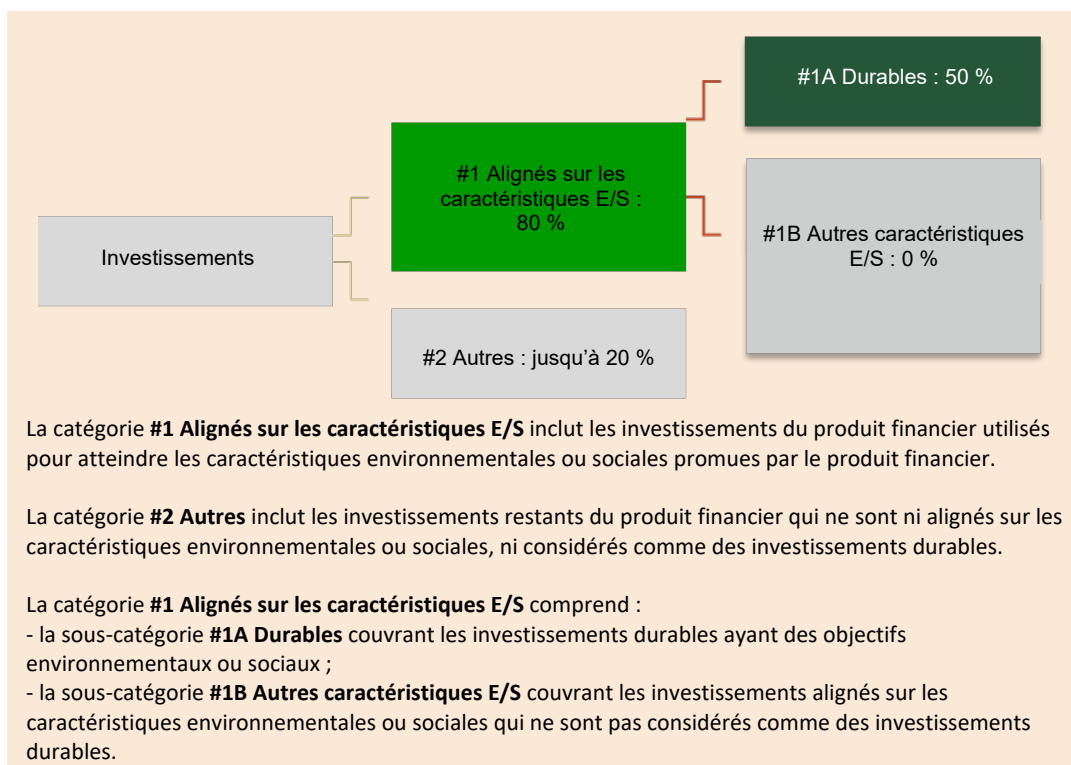 #1A Durables : 50 %
#1 Alignés sur les
caractéristiques E/S :
80 %
#1B Autres caractéristiques
E/S : 0 %
Investissements
#2 Autres : jusqu’à 20 %
La catégorie #1 Alignés sur les caractéristiques E/S inclut les investissements du produit financier utilisés
pour atteindre les caractéristiques environnementales ou sociales promues par le produit financier.
La catégorie #2 Autres inclut les investissements restants du produit financier qui ne sont ni alignés sur les
caractéristiques environnementales ou sociales, ni considérés comme des investissements durables.
La catégorie #1 Alignés sur les caractéristiques E/S comprend :
- la sous-catégorie #1A Durables couvrant les investissements durables ayant des objectifs
environnementaux ou sociaux ;
- la sous-catégorie #1B Autres caractéristiques E/S couvrant les investissements alignés sur les
caractéristiques environnementales ou sociales qui ne sont pas considérés comme des investissements
durables.